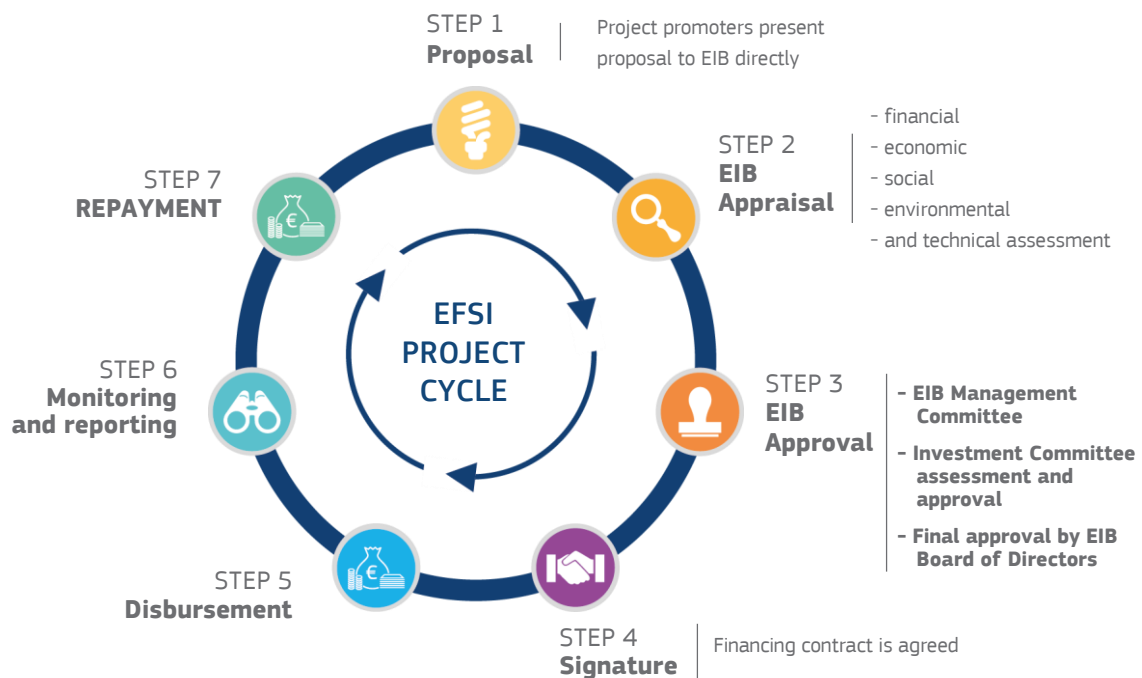 STEP 1
Proposal
Project promoters present
proposal to EIB directly
STEP 2
EIB
Appraisal
- financial
- economic
- social
- environmental
- and technical assessment
STEP 3
EIB
Approval
- EIB Management
Committee
- Investment Committee
assessment and
approval
- Final approval by EIB
Board of Directors
STEP 4
Signature
Financing contract is agreed
STEP 5
Disbursement
€
STEP 6
Monitoring
and reporting
STEP 7
REPAYMENT
€
EFSI
PROJECT
CYCLE